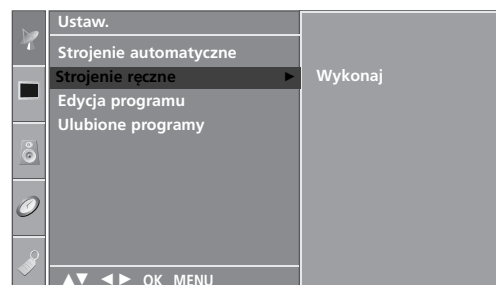 Ustaw.
Strojenie automatyczne
Strojenie ręczne ► Wykonaj
Edycja programu
Ulubione programy
▲▼ ◄► OK MENU